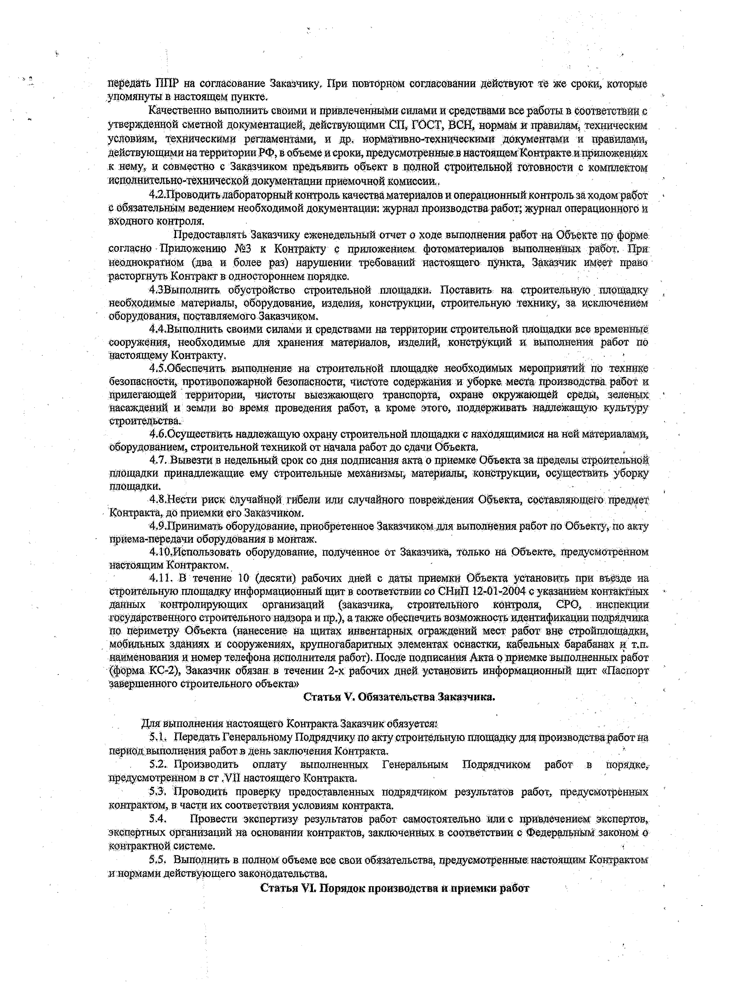 передать ППР на согласование Заказчику. При повторном согласовании действуют те же сроки, которые
упомянуты в настоящем пункте.
Качественно выполнить своими и привлеченными силами и средствами все работы в соответствии с
утвержденной сметной документацией, действующими СП, ГОСТ, ВСН, нормам и правилам, техническим
условиям, техническими регламентами, и др. нормативно-техническими документами и правилами,
действующими на территории РФ, в объеме и сроки, предусмотренные в настоящем Контракте и приложениях
к нему, и совместно с Заказчиком предъявить объект в полной строительной готовности с комплектом
исполнительно-технической документации приемочной комиссии..
4.2.Проводить лабораторный контроль качества материалов и операционный контроль за ходом работ
с обязательным ведением необходимой документации: журнал производства работ; журнал операционного и
входного контроля.
Предоставлять Заказчику еженедельный отчет о ходе выполнения работ на Объекте по форме
согласно Приложению №3 к Контракту с приложением фотоматериалов выполненных работ. При
неоднократном (два и более раз) нарушении требований настоящего пункта, Заказчик имеет право
расторгнуть Контракт в одностороннем порядке.
4.3Выполнить обустройство строительной площадки. Поставить на строительную площадку
необходимые материалы, оборудование, изделия, конструкции, строительную технику, за исключением
оборудования, поставляемого Заказчиком.
4.4.Выполнить своими силами и средствами на территории строительной площадки все временные
сооружения, необходимые для хранения материалов, изделий, конструкций и выполнения работ по
настоящему Контракту.
4.5.Обеспечить выполнение на строительной площадке необходимых мероприятий по технике
безопасности, противопожарной безопасности, чистоте содержания и уборке места производства работ и
прилегающей территории, чистоты выезжающего транспорта, охране окружающей среды, зеленых
насаждений и земли во время проведения работ, а кроме этого, поддерживать надлежащую культуру
строительства.
4.6.Осуществить надлежащую охрану строительной площадки с находящимися на ней материалами,
оборудованием, строительной техникой от начала работ до сдачи Объекта.
4.7. Вывезти в недельный срок со дня подписания акта о приемке Объекта за пределы строительной
площадки принадлежащие ему строительные механизмы, материалы, конструкции, осуществить уборку
площадки.
4.8.Нести риск случайной гибели или случайного повреждения Объекта, составляющего предмет
Контракта, до приемки его Заказчиком.
4.9.Принимать оборудование, приобретенное Заказчиком для выполнения работ по Объекту, по акту
приема-передачи оборудования в монтаж.
4.10.Использовать оборудование, полученное от Заказчика, только на Объекте, предусмотренном
настоящим Контрактом.
4.11. В течение 10 (десяти) рабочих дней с даты приемки Объекта установить при въезде на
строительную площадку информационный щит в соответствии со СНиП 12-01-2004 с указанием контактных
данных контролирующих организаций (заказчика, строительного контроля, СРО, инспекции
государственного строительного надзора и пр.), а также обеспечить возможность идентификации подрядчика
по периметру Объекта (нанесение на щитах инвентарных ограждений мест работ вне стройплощадки,
мобильных зданиях и сооружениях, крупногабаритных элементах оснастки, кабельных барабанах и т.п.
наименования и номер телефона исполнителя работ). После подписания Акта о приемке выполненных работ
(форма КС-2), Заказчик обязан в течении 2-х рабочих дней установить информационный щит «Паспорт
завершенного строительного объекта»
Статья V. Обязательства Заказчика.
Для выполнения настоящего Контракта Заказчик обязуется:
5.1. Передать Генеральному Подрядчику по акту строительную площадку для производства работ на
период выполнения работ в день заключения Контракта.
5.2. Производить оплату выполненных Генеральным Подрядчиком работ в порядке,
предусмотренном в ст .VII настоящего Контракта.
5.3. Проводить проверку предоставленных подрядчиком результатов работ, предусмотренных
контрактом, в части их соответствия условиям контракта.
5.4. Провести экспертизу результатов работ самостоятельно или с привлечением экспертов,
экспертных организаций на основании контрактов, заключенных в соответствии с Федеральным законом о
контрактной системе.
5.5. Выполнить в полном объеме все свои обязательства, предусмотренные настоящим Контрактом
и нормами действующего законодательства.
Статья VI. Порядок производства и приемки работ